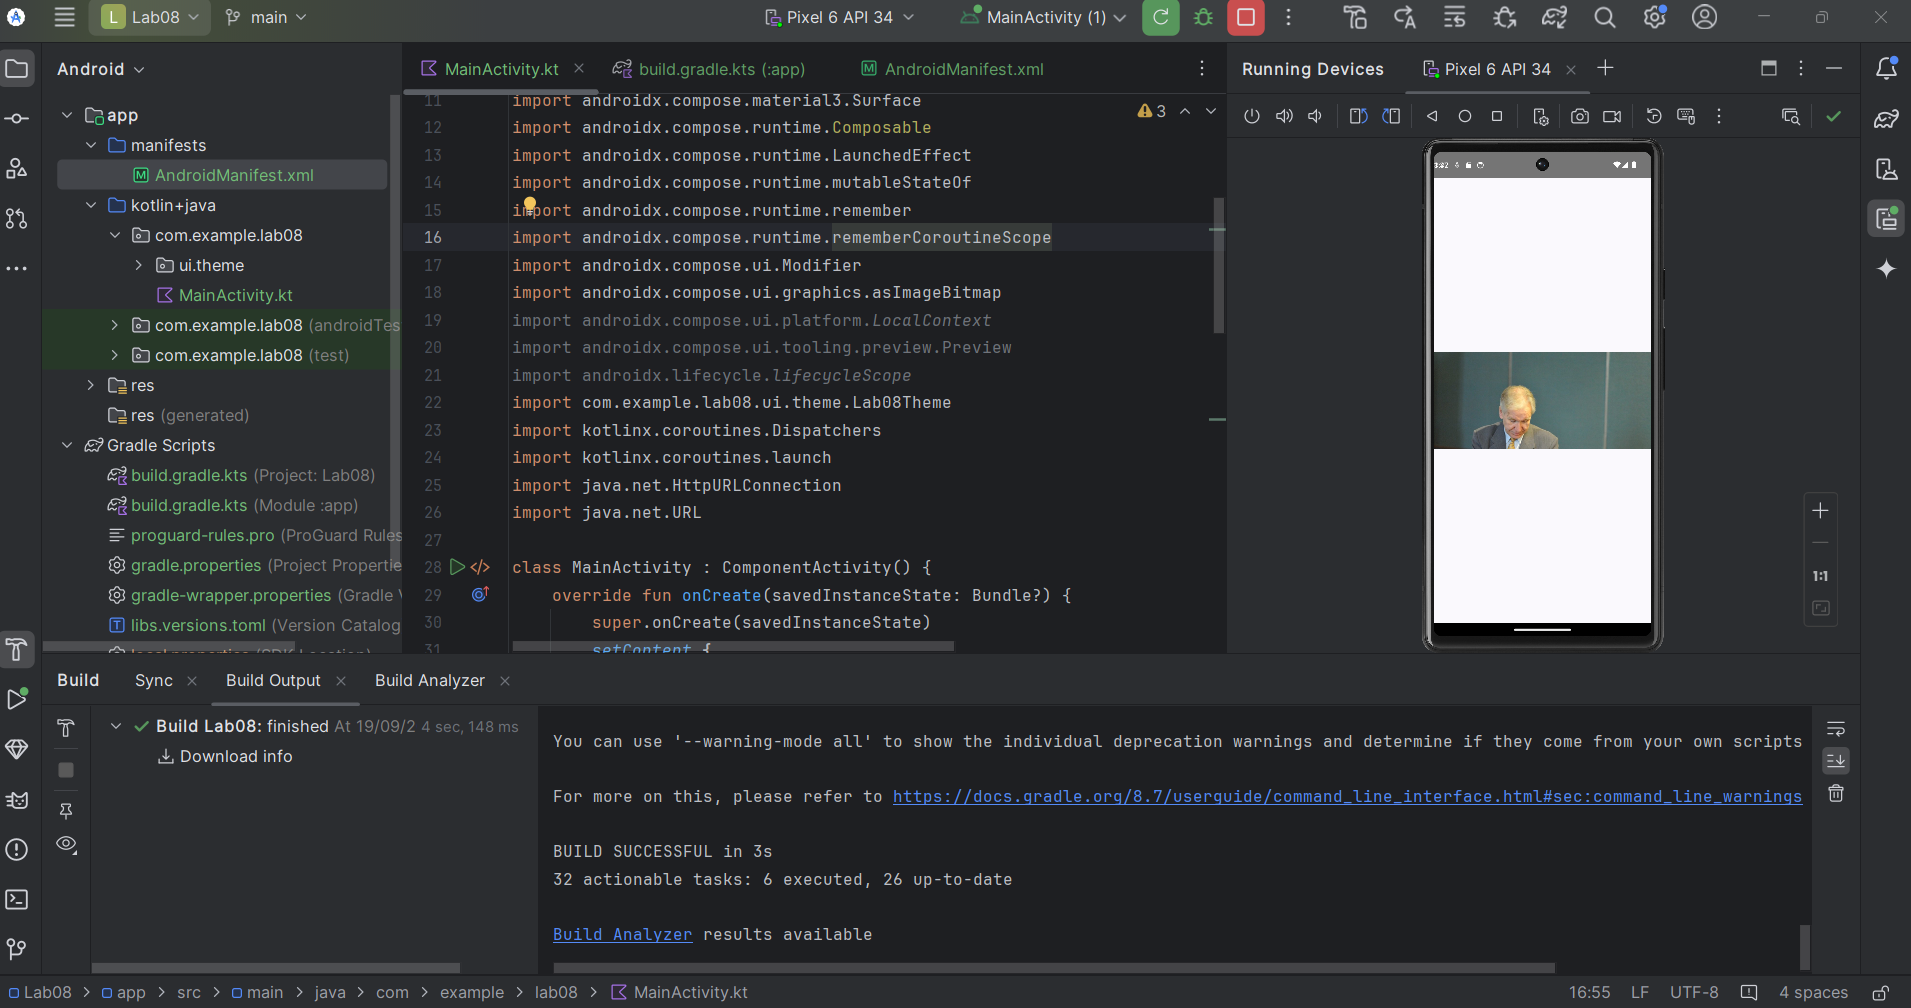 L Lab08 main Pixel 6 API 34 MainActivity (1)
Android
app
manifests
AndroidManifest.xml
kotlin+java
com.example.lab08
ui.theme
MainActivity.kt
com.example.lab08 (androidTes
com.example.lab08 (test)
res
res (generated)
Gradle Scripts
build.gradle.kts (Project: Lab08)
build.gradle.kts (Module :app)
proguard-rules.pro (ProGuard Rules
gradle.properties (Project Propertie
gradle-wrapper.properties (Gradle
libs.versions.toml (Version Catalog
MainActivity.kt build.gradle.kts (:app) AndroidManifest.xml
3
11 import androidx.compose.material3.Surface
12 import androidx.compose.runtime.Composable
13 import androidx.compose.runtime.LaunchedEffect
14 import androidx.compose.runtime.mutableStateOf
15 import androidx.compose.runtime.remember
16 import androidx.compose.runtime.rememberCoroutineScope
17 import androidx.compose.ui.Modifier
18 import androidx.compose.ui.graphics.asImageBitmap
19 import androidx.compose.ui.platform.LocalContext
20 import androidx.compose.ui.tooling.preview.Preview
21 import androidx.lifecycle.lifecycleScope
22 import com.example.lab08.ui.theme.Lab08Theme
23 import kotlinx.coroutines.Dispatchers
24 import kotlinx.coroutines.launch
25 import java.net.HttpURLConnection
26 import java.net.URL
27
28 class MainActivity : ComponentActivity() {
29 override fun onCreate(savedInstanceState: Bundle?) {
30 super.onCreate(savedInstanceState)
31 setContent {
Running Devices Pixel 6 API 34
1:1
Build Sync Build Output Build Analyzer
Build Lab08: finished At 19/09/2 4 sec, 148 ms
Download info
You can use '--warning-mode all' to show the individual deprecation warnings and determine if they come from your own scripts
For more on this, please refer to https://docs.gradle.org/8.7/userguide/command_line_interface.html#sec:command_line_warnings
BUILD SUCCESSFUL in 3s
32 actionable tasks: 6 executed, 26 up-to-date
Build Analyzer results available
Lab08 > app > src > main > java > com > example > lab08 > MainActivity.kt 16:55 LF UTF-8 4 spaces